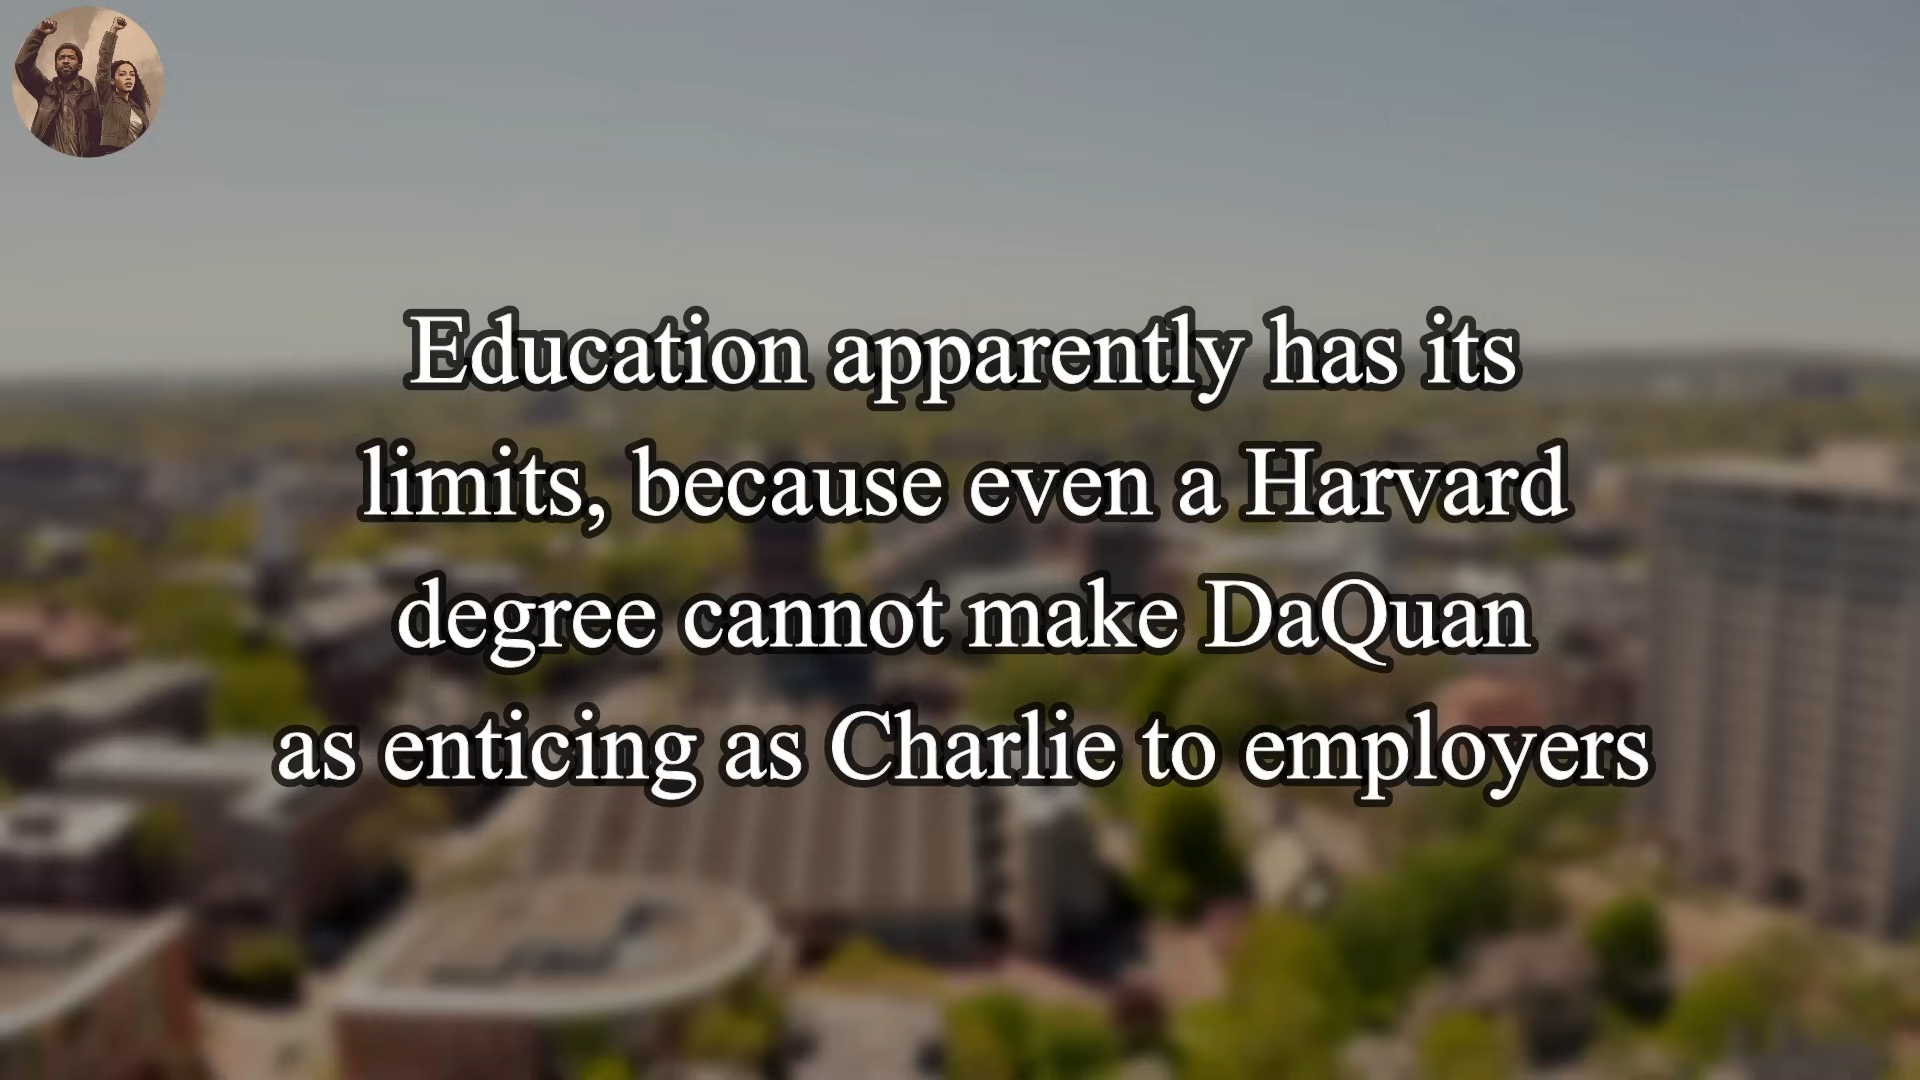 Education apparently has its
limits, because even a Harvard
degree cannot make DaQuan
as enticing as Charlie to employers